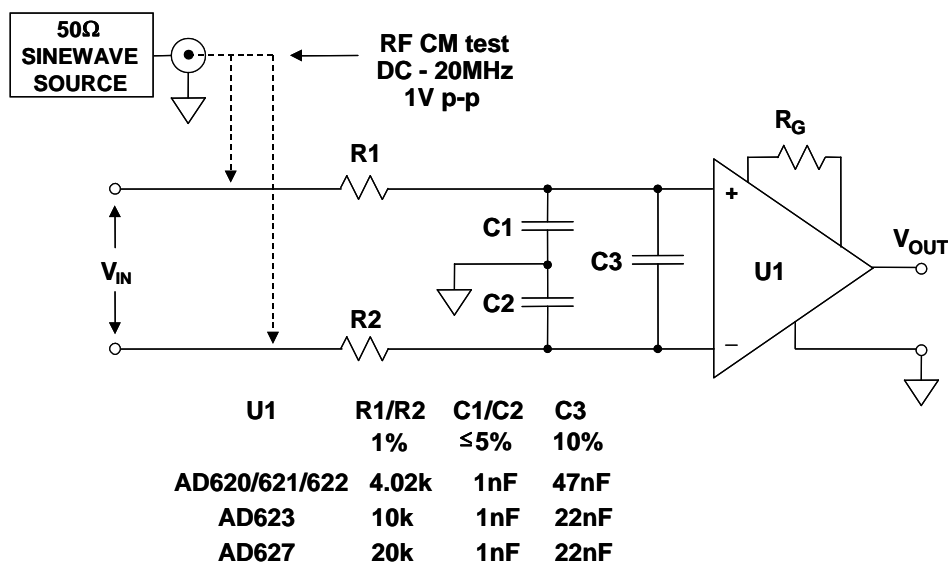 50Ω
SINEWAVE
SOURCE
RF CM test
DC - 20MHz
1V p-p
RG
R1
+
C1
C3
VIN
U1
VOUT
C2
R2
–
U1 R1/R2 C1/C2 C3
1% ≤5% 10%
AD620/621/622 4.02k 1nF 47nF
AD623 10k 1nF 22nF
AD627 20k 1nF 22nF